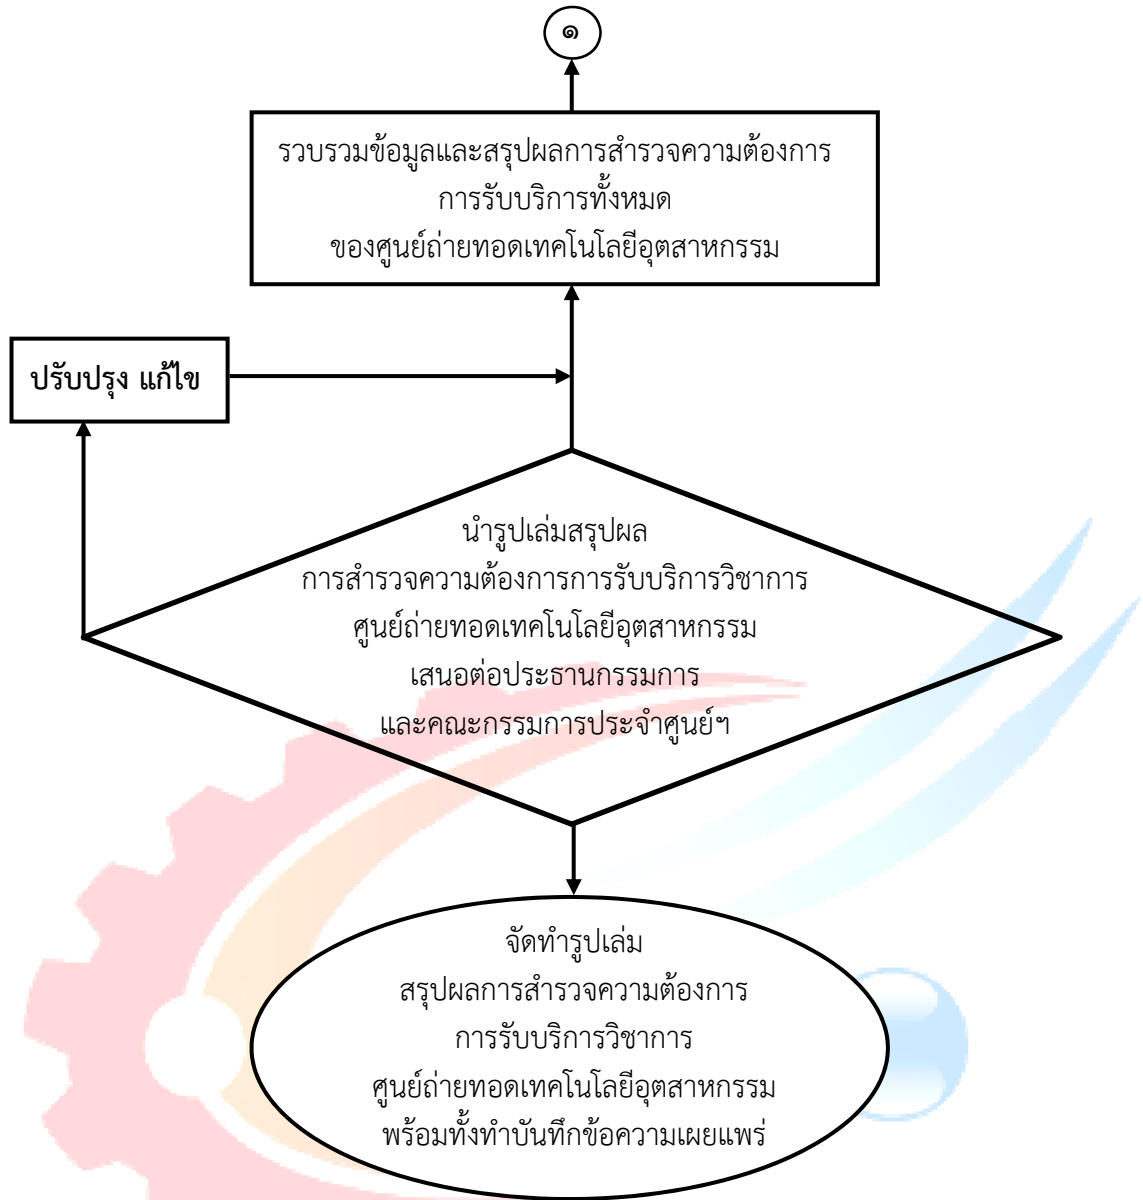 ๑
รวบรวมข้อมูลและสรุปผลการสำรวจความต้องการ
การรับบริการทั้งหมด
ของศูนย์ถ่ายทอดเทคโนโลยีอุตสาหกรรม
ปรับปรุง แก้ไข
นำรูปเล่มสรุปผล
การสำรวจความต้องการการรับบริการวิชาการ
ศูนย์ถ่ายทอดเทคโนโลยีอุตสาหกรรม
เสนอต่อประธานกรรมการ
และคณะกรรมการประจำศูนย์ฯ
จัดทำรูปเล่ม
สรุปผลการสำรวจความต้องการ
การรับบริการวิชาการ
ศูนย์ถ่ายทอดเทคโนโลยีอุตสาหกรรม
พร้อมทั้งทำบันทึกข้อความเผยแพร่